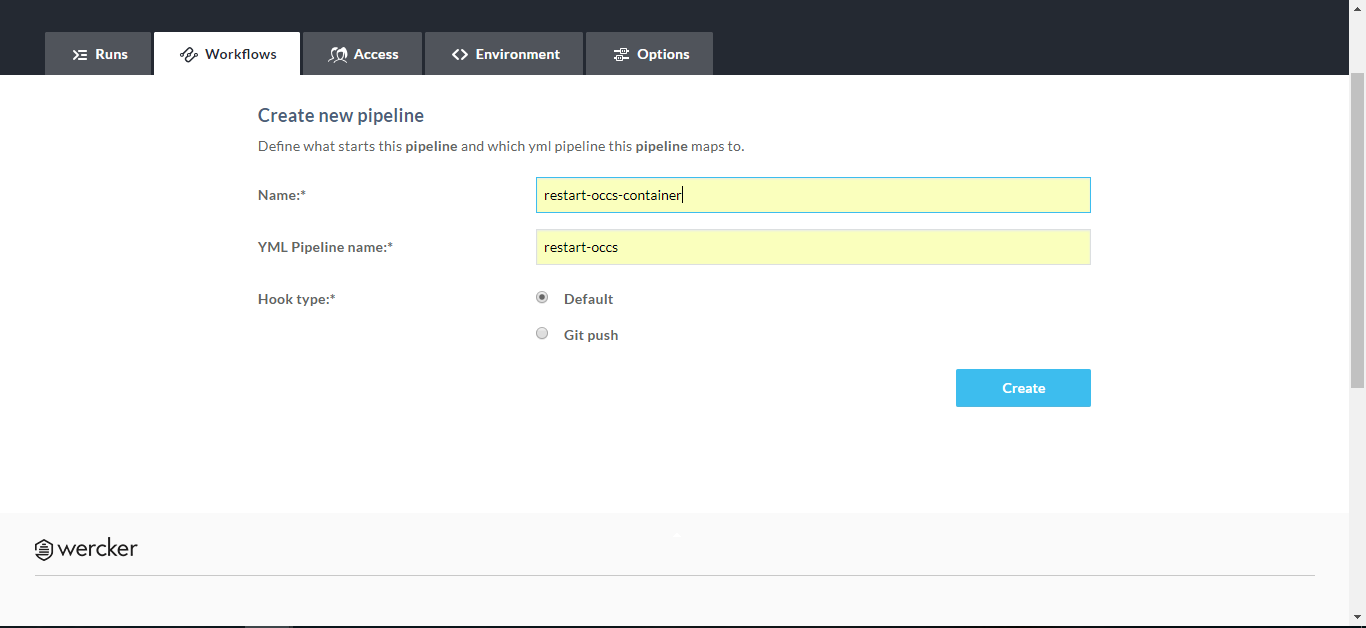 Runs Workflows Access Environment Options
Create new pipeline
Define what starts this pipeline and which yml pipeline this pipeline maps to.
Name:* restart-occs-container
YML Pipeline name:* restart-occs
Hook type:* Default
Git push
Create
wercker